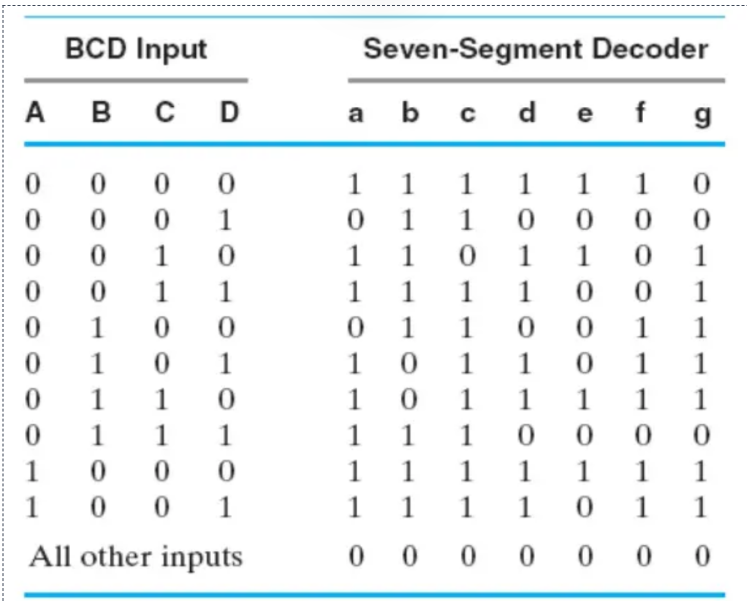 BCD Input Seven-Segment Decoder
A B C D a b c d e f g
0 0 0 0 1 1 1 1 1 1 0
0 0 0 1 0 1 1 0 0 0 0
0 0 1 0 1 1 0 1 1 0 1
0 0 1 1 1 1 1 1 0 0 1
0 1 0 0 0 1 1 0 0 1 1
0 1 0 1 1 0 1 1 0 1 1
0 1 1 0 1 0 1 1 1 1 1
0 1 1 1 1 1 1 0 0 0 0
1 0 0 0 1 1 1 1 1 1 1
1 0 0 1 1 1 1 1 0 1 1
All other inputs 0 0 0 0 0 0 0